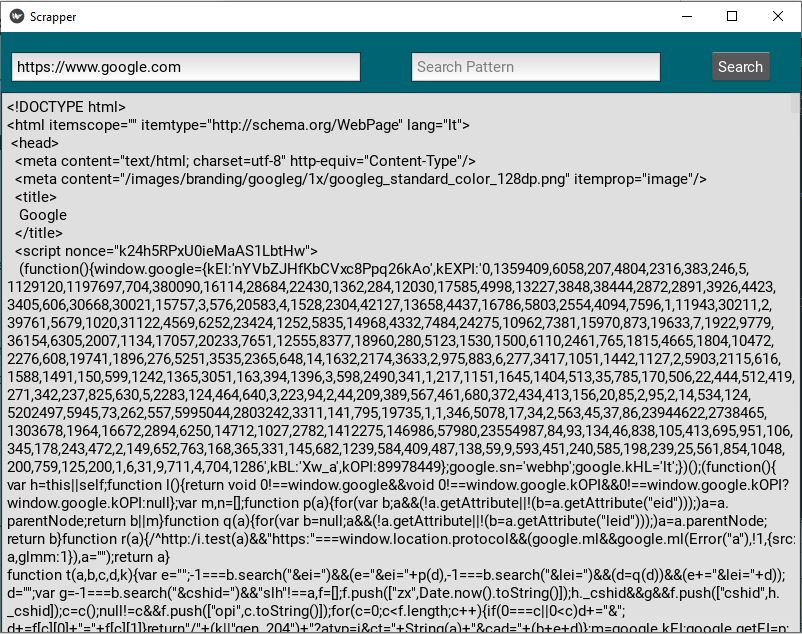 Scrapper
https://www.google.com
Search Pattern
Search
<!DOCTYPE html>
<html itemscope="" itemtype="http://schema.org/WebPage" lang="lt">
<head>
<meta content="text/html; charset=utf-8" http-equiv="Content-Type"/>
<meta content="/images/branding/googleg/1x/googleg_standard_color_128dp.png" itemprop="image"/>
<title>
Google
</title>
<script nonce="k24h5RPxU0ieMaAS1LbtHw">
(function(){window.google={kEI:'nYVbZJHfKbCVxc8Ppq26kAo',kEXPI:'0,1359409,6058,207,4804,2316,383,246,5,
1129120,1197697,704,380090,16114,28684,22430,1362,284,12030,17585,4998,13227,3848,38444,2872,2891,3926,4423,
3405,606,30668,30021,15757,3,576,20583,4,1528,2304,42127,13658,4437,16786,5803,2554,4094,7596,1,11943,30211,2,
39761,5679,1020,31122,4569,6252,23424,1252,5835,14968,4332,7484,24275,10962,7381,15970,873,19633,7,1922,9779,
36154,6305,2007,1134,17057,20233,7651,12555,8377,18960,280,5123,1530,1500,6110,2461,765,1815,4665,1804,10472,
2276,608,19741,1896,276,5251,3535,2365,648,14,1632,2174,3633,2,975,883,6,277,3417,1051,1442,1127,2,5903,2115,616,
1588,1491,150,599,1242,1365,3051,163,394,1396,3,598,2490,341,1,217,1151,1645,1404,513,35,785,170,506,22,444,512,419,
271,342,237,825,630,5,2283,124,464,640,3,223,94,2,44,209,389,567,461,680,372,434,413,156,20,85,2,95,2,14,534,124,
5202497,5945,73,262,557,5995044,2803242,3311,141,795,19735,1,1,346,5078,17,34,2,563,45,37,86,23944622,2738465,
1303678,1964,16672,2894,6250,14712,1027,2782,1412275,146986,57980,23554987,84,93,134,46,838,105,413,695,951,106,
345,178,243,472,2,149,652,763,168,365,331,145,682,1239,584,409,487,138,59,9,593,451,240,585,198,239,25,561,854,1048,
200,759,125,200,1,6,31,9,711,4,704,1286',kBL:'Xw_a',kOPI:89978449};google.sn='webhp';google.kHL='lt';})();(function(){
var h=this||self;function l(){return void 0!==window.google&&void 0!==window.google.kOPI&&0!==window.google.kOPI?
window.google.kOPI:null};var m,n=[];function p(a){for(var b;a&&(!a.getAttribute||!(b=a.getAttribute("eid")));)a=a.
parentNode;return b||m}function q(a){for(var b=null;a&&(!a.getAttribute||!(b=a.getAttribute("leid")));)a=a.parentNode;
return b}function r(a){/^http:/i.test(a)&&"https:"===window.location.protocol&&(google.ml&&google.ml(Error("a"),!1,{src:
a,glmm:1}),a="");return a}
function t(a,b,c,d,k){var e="";-1===b.search("&ei=")&&(e="&ei="+p(d),-1===b.search("&lei=")&&(d=q(d))&&(e+="&lei="+d));
d="";var g=-1===b.search("&cshid=")&&"slh"!==a,f=[];f.push(["zx",Date.now().toString()]);h._cshid&&g&&f.push(["cshid",h.
_cshid]);c=c();null!=c&&f.push(["opi",c.toString()]);for(c=0;c<f.length;c++){if(0===c||0<c)d+="&";
d+=f[c][0]+"="+f[c][1]}return"/"+(k||"gen_204")+"?atyp=i&ct="+String(a)+"&cad="+(b+e+d)};m=google.kEI;google.getEI=p;